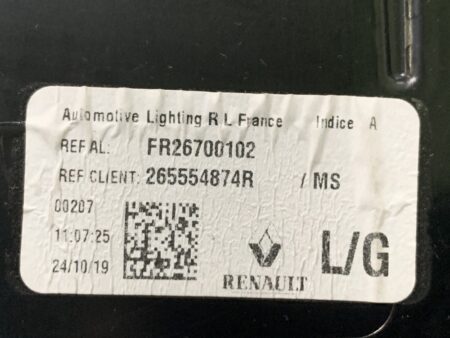 Automotive Lighting R L France Indice A
REF AL: FR26700102
REF CLIENT: 265554874R / MS
00207
11:07:25
24/10/19
RENAULT
L/G